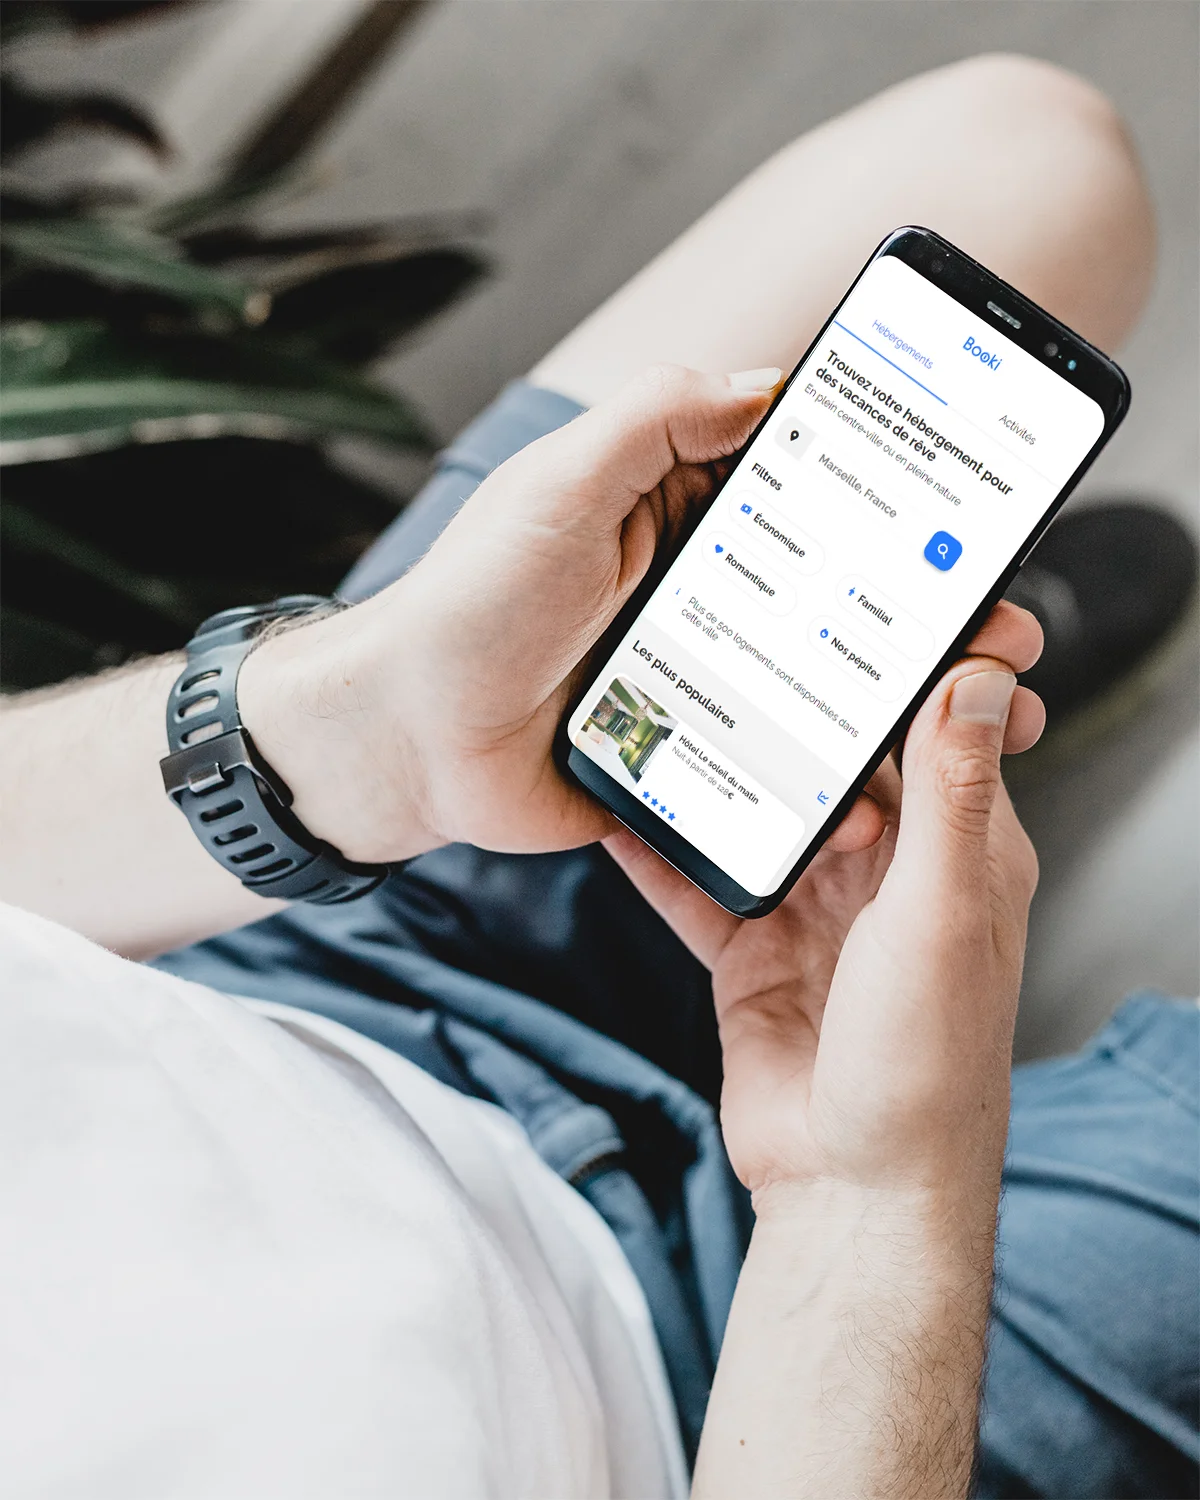 Booki
Hébergements
Activités
Trouvez votre hébergement pour
des vacances de rêve
En plein centre-ville ou en pleine nature
Marseille, France
Filtres
Économique
Familial
Romantique
Nos pépites
Plus de 500 logements sont disponibles dans
cette ville
Les plus populaires
Hôtel Le soleil du matin
Nuit à partir de 128€